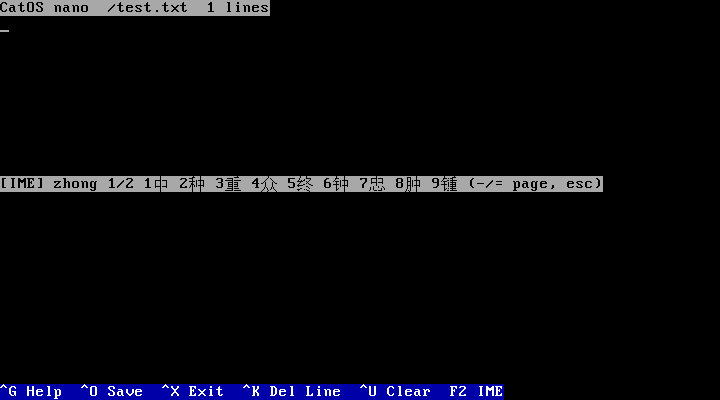 CatOS nano  /test.txt  1 lines
[IME] zhong 1/2 1中 2种 3重 4众 5终 6钟 7忠 8肿 9锺 (-/= page, esc)
^G Help  ^O Save  ^X Exit  ^K Del Line  ^U Clear  F2 IME